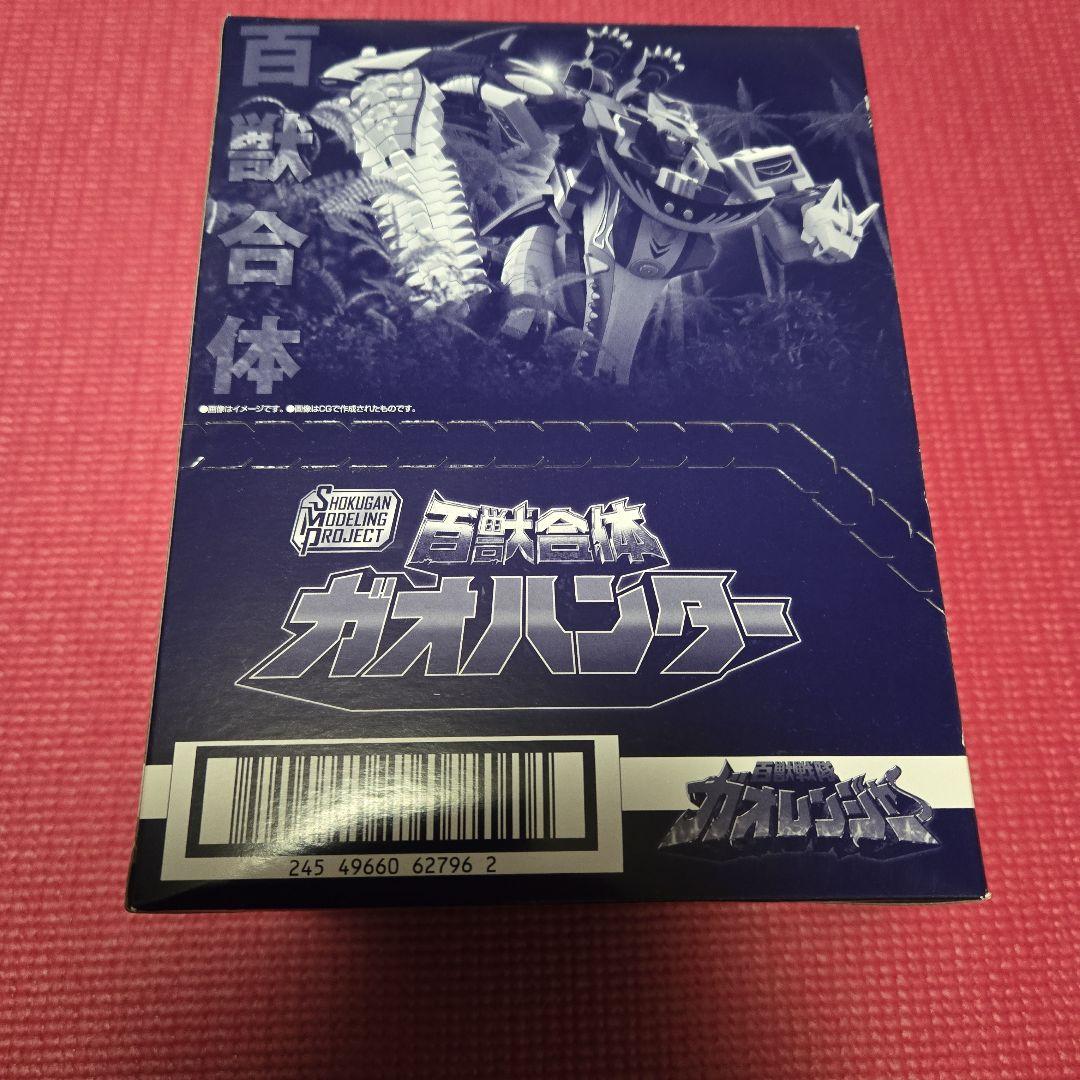 百獣合体
●画像はイメージです。●画像はCGで作成されたものです。
SHOKUGAN
MODELING
PROJECT
百獣合体
ガオハンター
百獣戦隊
ガオレンジャー
245 49660 62796 2